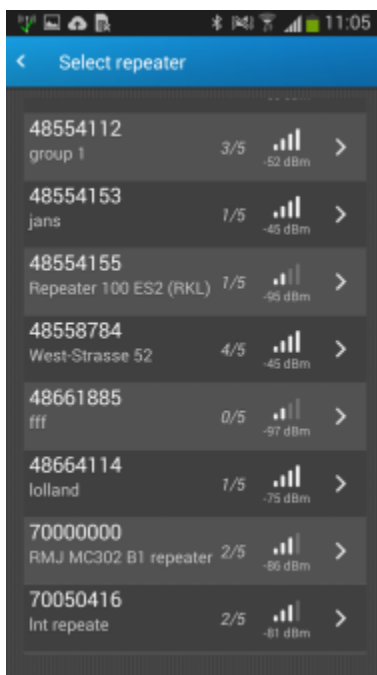 11:05
Select repeater
48554112
group 1
3/5
-52 dBm
48554153
jans
1/5
-45 dBm
48554155
Repeater 100 ES2 (RKL)
1/5
-95 dBm
48558784
West-Strasse 52
4/5
-45 dBm
48661885
fff
0/5
-97 dBm
48664114
lolland
1/5
-75 dBm
70000000
RMJ MC302 B1 repeater
2/5
-86 dBm
70050416
Int repeate
2/5
-81 dBm